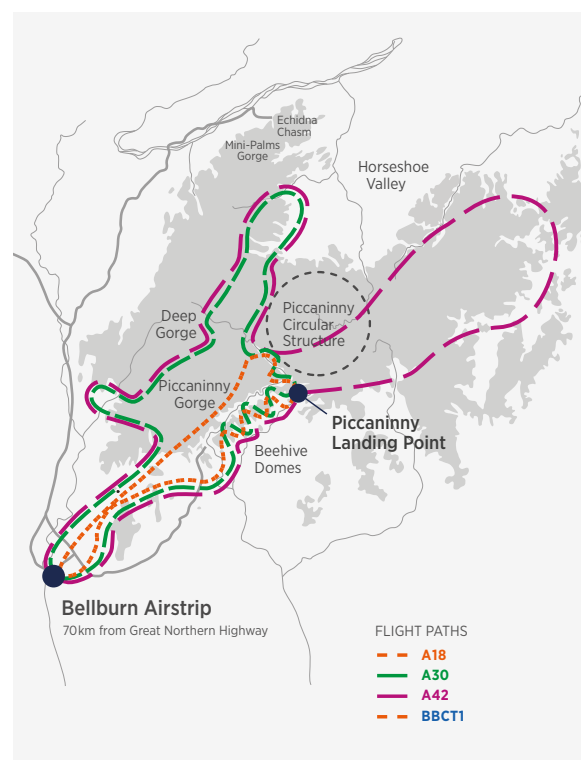 Echidna
Chasm
Mini-Palms
Gorge
Horseshoe
Valley
Deep
Gorge
Piccaninny
Circular
Structure
Piccaninny
Gorge
Piccaninny
Landing Point
Beehive
Domes
Bellburn Airstrip
70km from Great Northern Highway
FLIGHT PATHS
A18
A30
A42
BBCT1